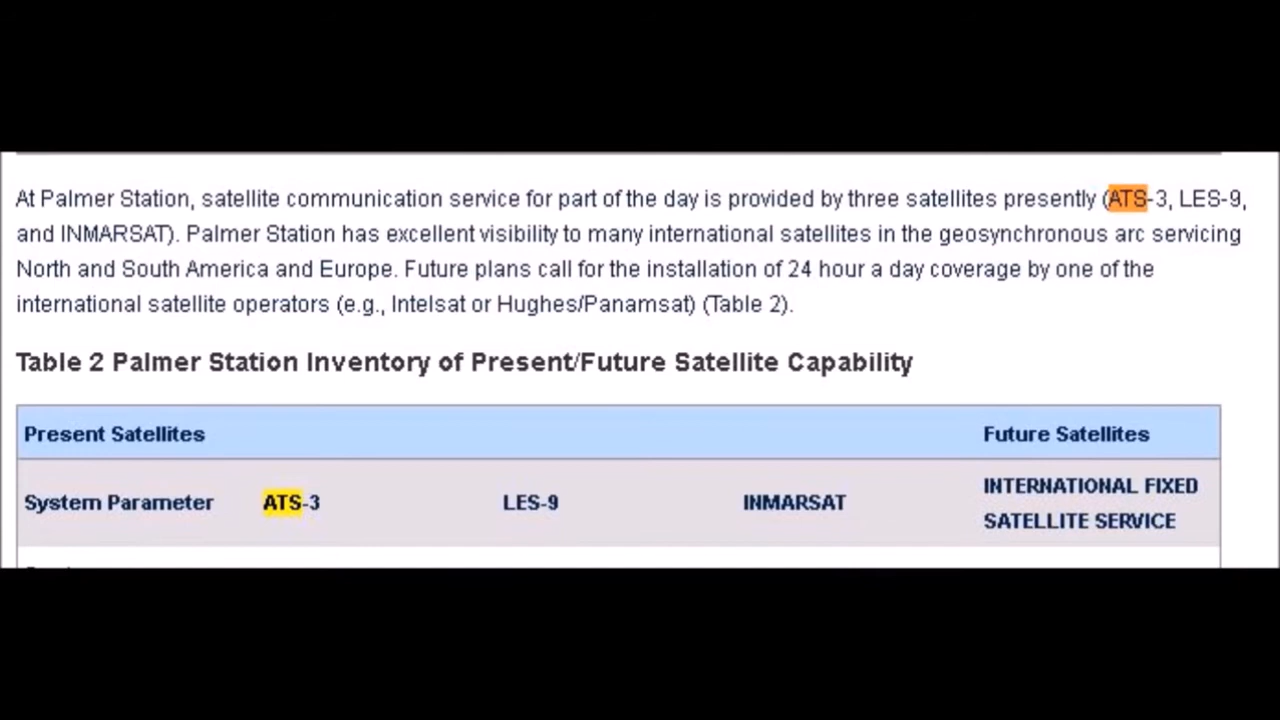 At Palmer Station, satellite communication service for part of the day is provided by three satellites presently (ATS-3, LES-9,
and INMARSAT). Palmer Station has excellent visibility to many international satellites in the geosynchronous arc servicing
North and South America and Europe. Future plans call for the installation of 24 hour a day coverage by one of the
international satellite operators (e.g., Intelsat or Hughes/Panamsat) (Table 2).
Table 2 Palmer Station Inventory of Present/Future Satellite Capability
Present Satellites Future Satellites
System Parameter ATS-3 LES-9 INMARSAT INTERNATIONAL FIXED
SATELLITE SERVICE